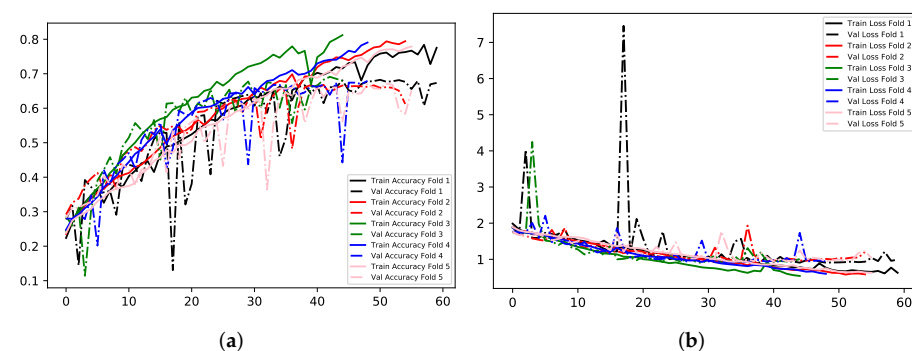 0.8
0.7
0.6
0.5
0.4
0.3
0.2
0.1
0 10 20 30 40 50 60
Train Accuracy Fold 1
Val Accuracy Fold 1
Train Accuracy Fold 2
Val Accuracy Fold 2
Train Accuracy Fold 3
Val Accuracy Fold 3
Train Accuracy Fold 4
Val Accuracy Fold 4
Train Accuracy Fold 5
Val Accuracy Fold 5
(a)
7
6
5
4
3
2
1
0 10 20 30 40 50 60
Train Loss Fold 1
Val Loss Fold 1
Train Loss Fold 2
Val Loss Fold 2
Train Loss Fold 3
Val Loss Fold 3
Train Loss Fold 4
Val Loss Fold 4
Train Loss Fold 5
Val Loss Fold 5
(b)